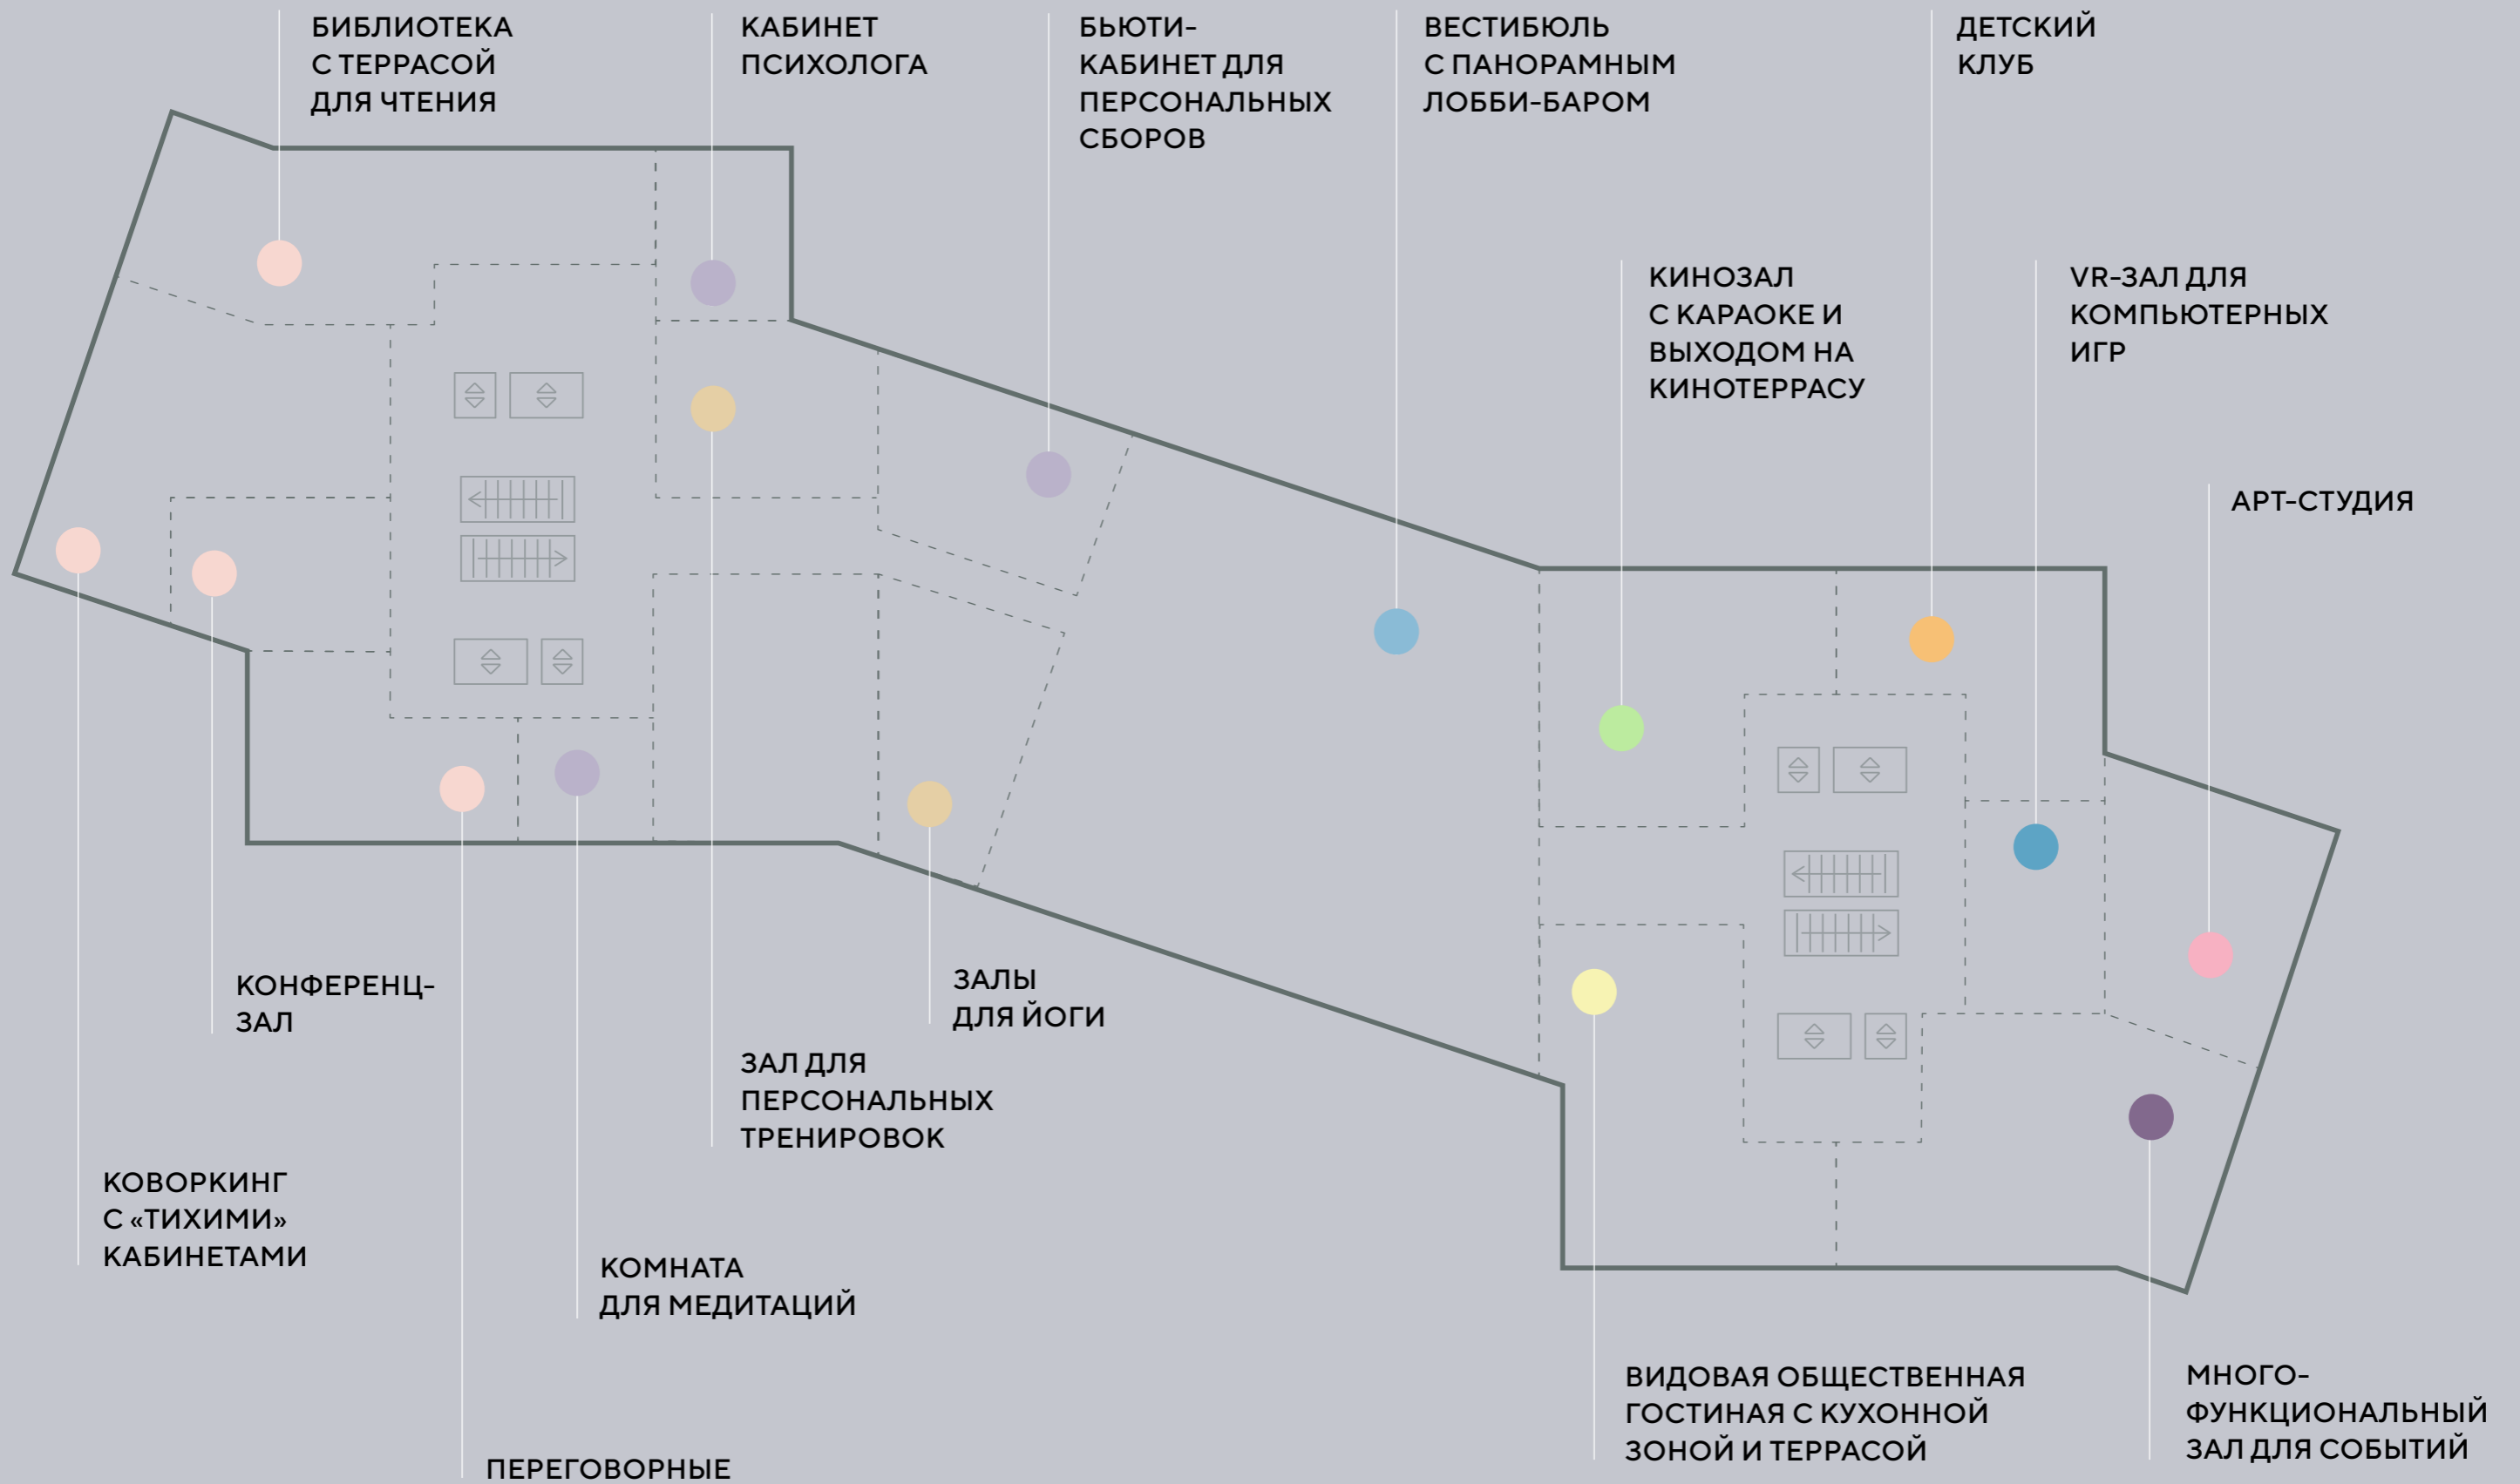 БИБЛИОТЕКА
С ТЕРРАСОЙ
ДЛЯ ЧТЕНИЯ
КАБИНЕТ
ПСИХОЛОГА
БЬЮТИ-
КАБИНЕТ ДЛЯ
ПЕРСОНАЛЬНЫХ
СБОРОВ
ВЕСТИБЮЛЬ
С ПАНОРАМНЫМ
ЛОББИ-БАРОМ
ДЕТСКИЙ
КЛУБ
КИНОЗАЛ
С КАРАОКЕ И
ВЫХОДОМ НА
КИНОТЕРРАСУ
VR-ЗАЛ ДЛЯ
КОМПЬЮТЕРНЫХ
ИГР
АРТ-СТУДИЯ
КОНФЕРЕНЦ-
ЗАЛ
ЗАЛЫ
ДЛЯ ЙОГИ
ЗАЛ ДЛЯ
ПЕРСОНАЛЬНЫХ
ТРЕНИРОВОК
КОВОРКИНГ
С «ТИХИМИ»
КАБИНЕТАМИ
КОМНАТА
ДЛЯ МЕДИТАЦИЙ
ПЕРЕГОВОРНЫЕ
ВИДОВАЯ ОБЩЕСТВЕННАЯ
ГОСТИНАЯ С КУХОННОЙ
ЗОНОЙ И ТЕРРАСОЙ
МНОГО-
ФУНКЦИОНАЛЬНЫЙ
ЗАЛ ДЛЯ СОБЫТИЙ